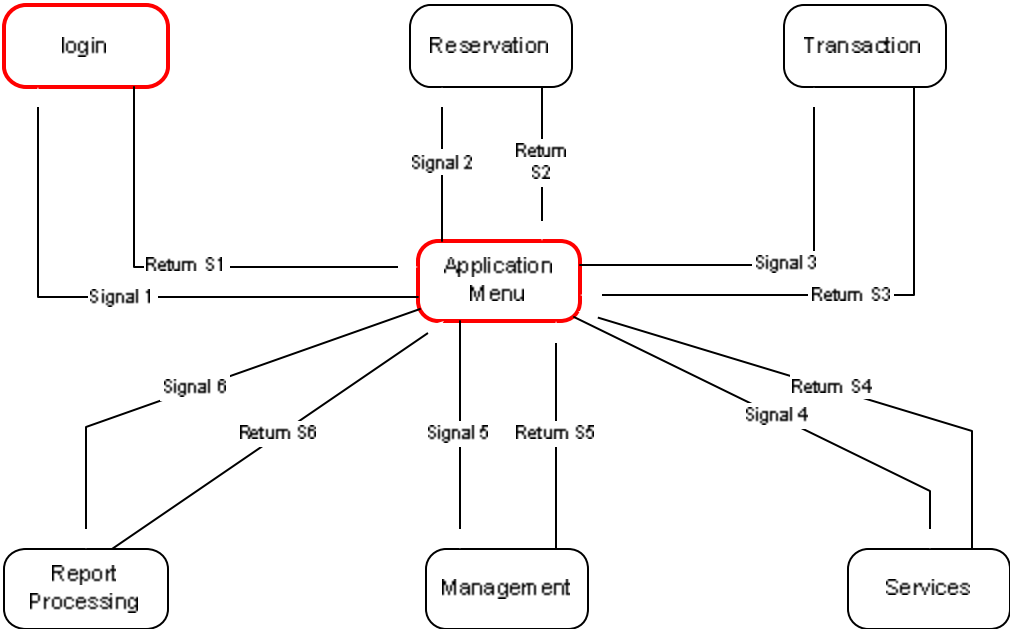 login
Reservation
Transaction
Signal 2
Return
S2
Return S1
Signal 1
Application
Menu
Signal 3
Return S3
Signal 6
Return S6
Signal 5
Return S5
Return S4
Signal 4
Report
Processing
Management
Services